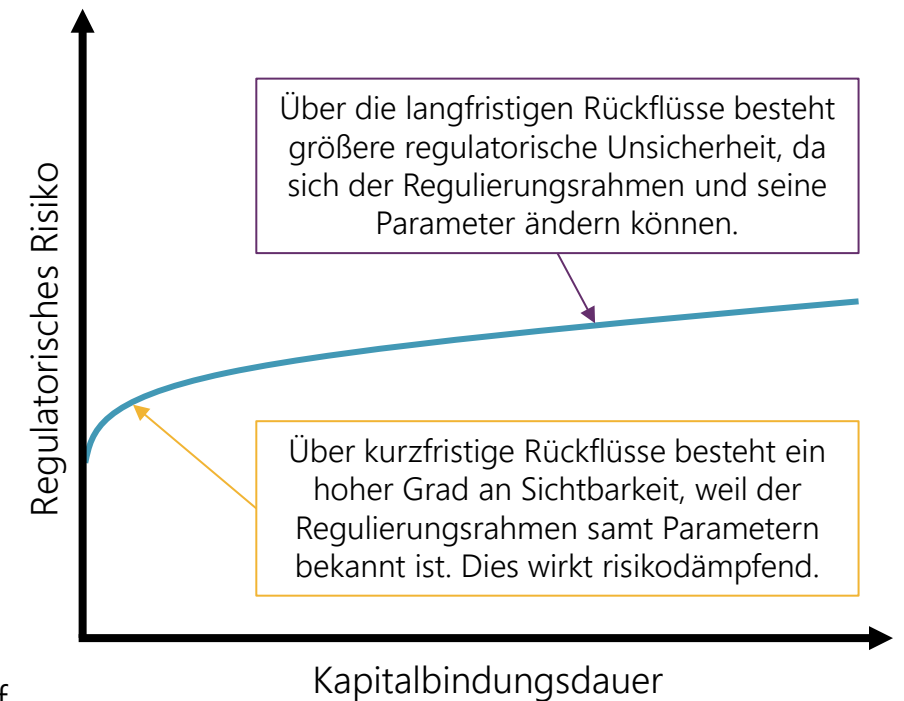 Über die langfristigen Rückflüsse besteht
größere regulatorische Unsicherheit, da
sich der Regulierungsrahmen und seine
Parameter ändern können.
Regulatorisches Risiko
Über kurzfristige Rückflüsse besteht ein
hoher Grad an Sichtbarkeit, weil der
Regulierungsrahmen samt Parametern
bekannt ist. Dies wirkt risikodämpfend.
Kapitalbindungsdauer